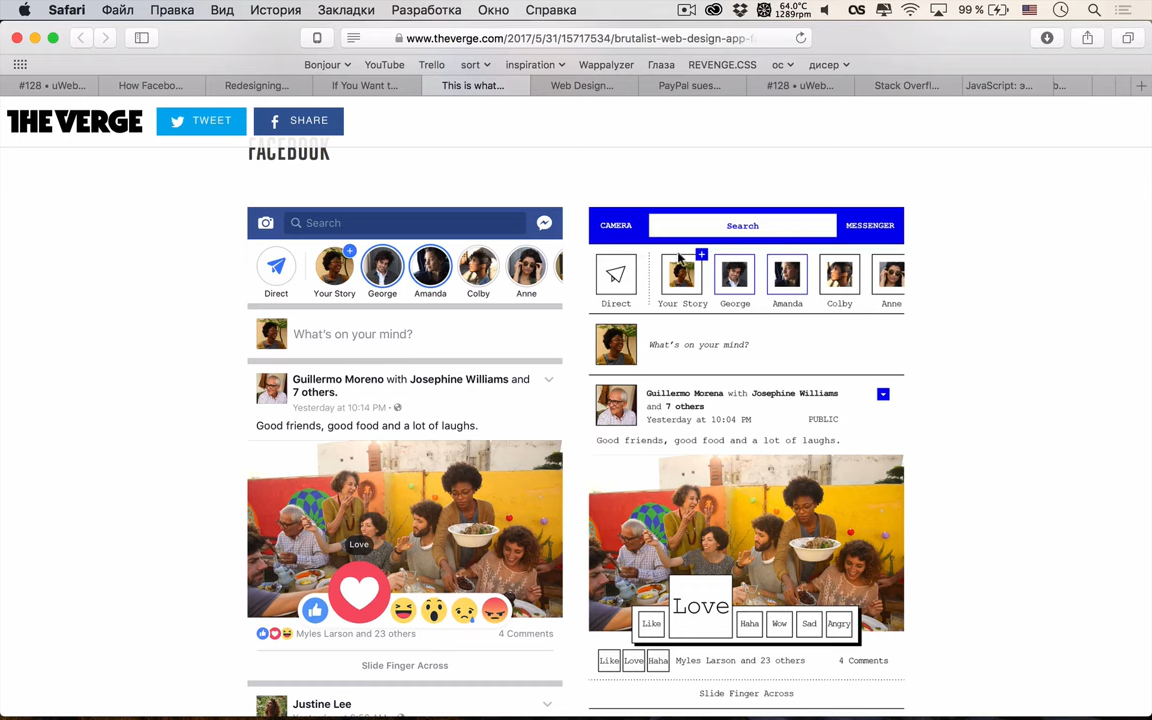 Safari Файл Правка Вид История Закладки Разработка Окно Справка 64.0°C 1289rpm 99 %
www.theverge.com/2017/5/31/15717534/brutalist-web-design-app-f
Bonjour YouTube Trello sort inspiration Wappalyzer Глаза REVENGE.CSS ос дисер
#128 • uWeb... How Facebo... Redesigning... If You Want t... This is what... Web Design... PayPal sues... #128 • uWeb... Stack Overfl... JavaScript: э...
THE VERGE TWEET SHARE
FACEBOOK
Search
Direct Your Story George Amanda Colby Anne
What's on your mind?
Guillermo Moreno with Josephine Williams and
7 others.
Yesterday at 10:14 PM •
Good friends, good food and a lot of laughs.
Love
Myles Larson and 23 others 4 Comments
Slide Finger Across
Justine Lee
CAMERA Search MESSENGER
Direct Your Story George Amanda Colby Anne
What's on your mind?
Guillermo Morena with Josephine Williams
and 7 others
Yesterday at 10:04 PM PUBLIC
Good friends, good food and a lot of laughs.
Like Love Haha Wow Sad Angry
Like Love Haha Myles Larson and 23 others 4 Comments
Slide Finger Across